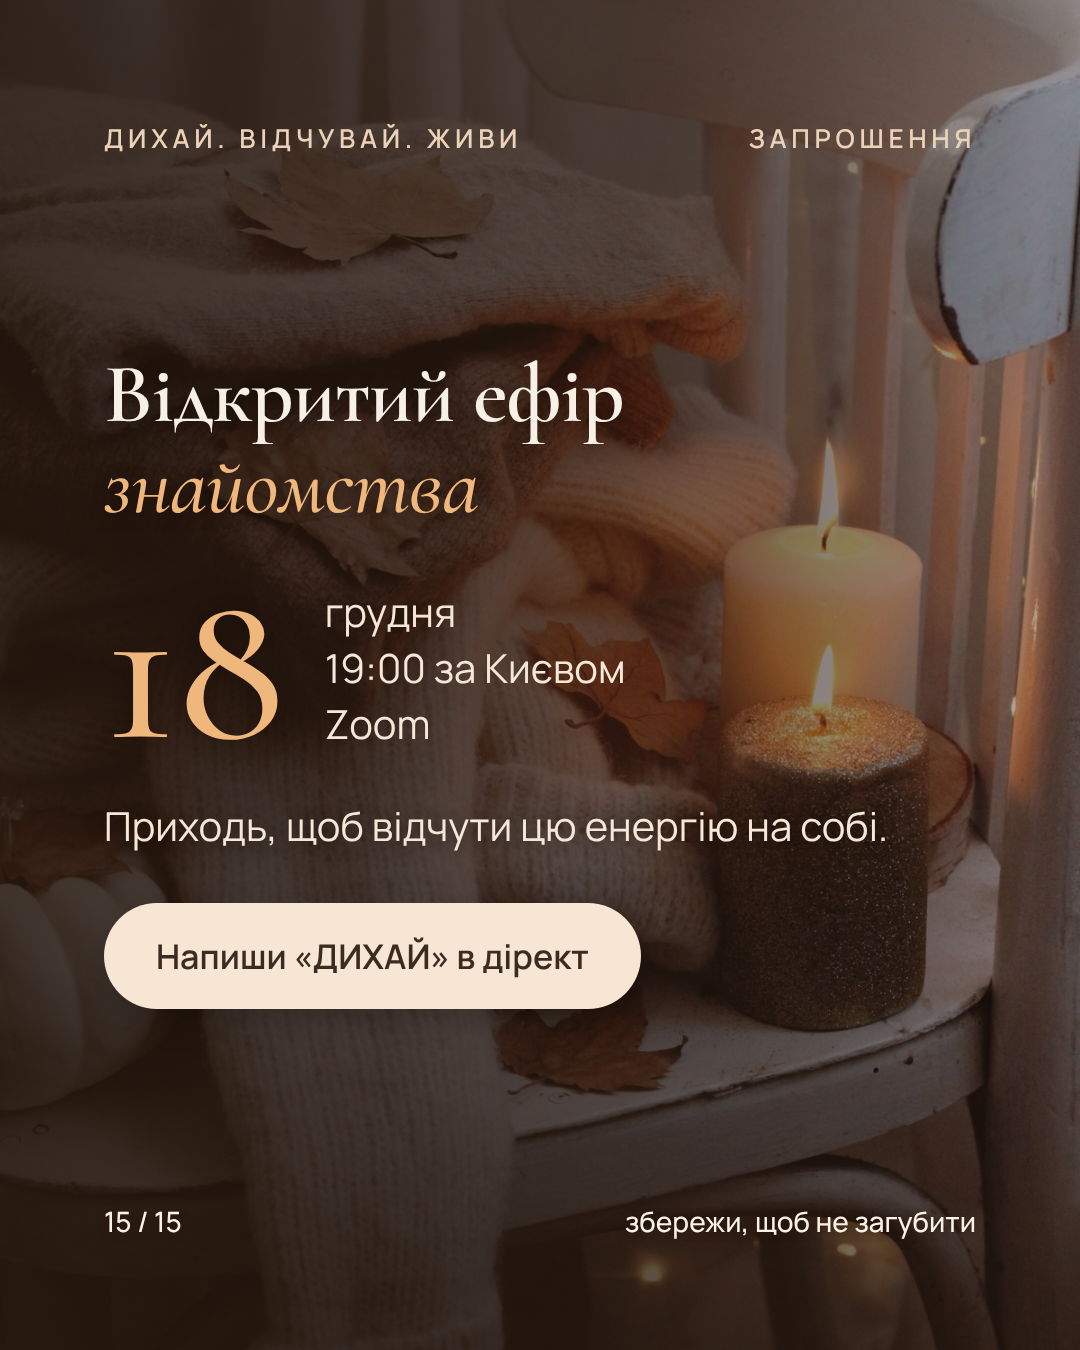 ДИХАЙ. ВІДЧУВАЙ. ЖИВИ
ЗАПРОШЕННЯ
Відкритий ефір
знайомства
18
грудня
19:00 за Києвом
Zoom
Приходь, щоб відчути цю енергію на собі.
Напиши «ДИХАЙ» в дірект
15 / 15
збережи, щоб не загубити